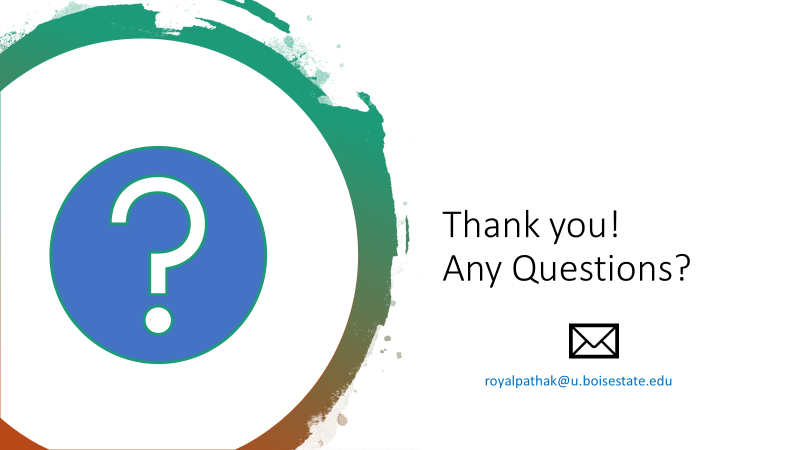 Thank you!
Any Questions?
royalpathak@u.boisestate.edu